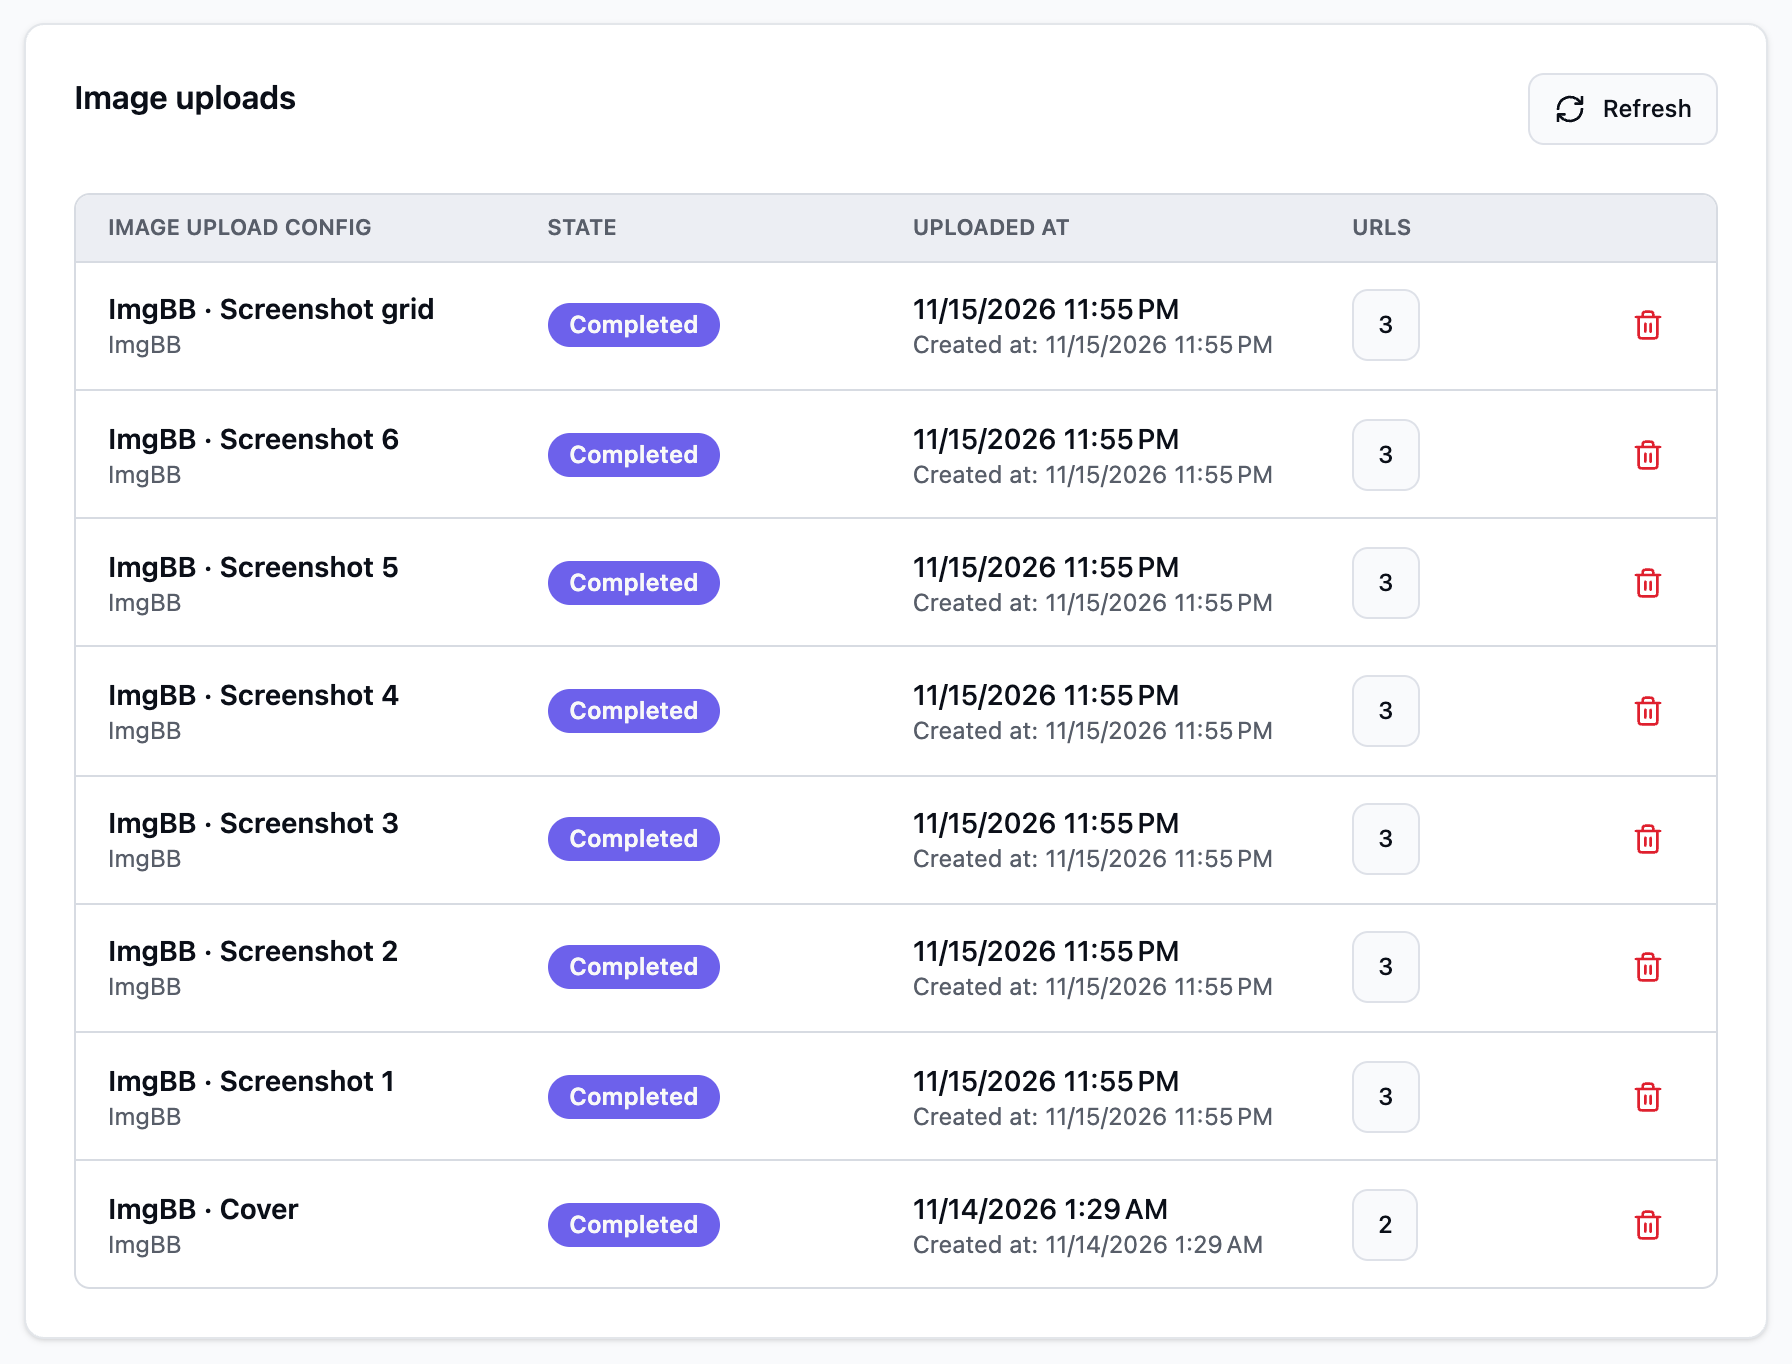 Image uploads
Refresh
IMAGE UPLOAD CONFIG STATE UPLOADED AT URLS
ImgBB · Screenshot grid
ImgBB
Completed
11/15/2026 11:55 PM
Created at: 11/15/2026 11:55 PM
3
ImgBB · Screenshot 6
ImgBB
Completed
11/15/2026 11:55 PM
Created at: 11/15/2026 11:55 PM
3
ImgBB · Screenshot 5
ImgBB
Completed
11/15/2026 11:55 PM
Created at: 11/15/2026 11:55 PM
3
ImgBB · Screenshot 4
ImgBB
Completed
11/15/2026 11:55 PM
Created at: 11/15/2026 11:55 PM
3
ImgBB · Screenshot 3
ImgBB
Completed
11/15/2026 11:55 PM
Created at: 11/15/2026 11:55 PM
3
ImgBB · Screenshot 2
ImgBB
Completed
11/15/2026 11:55 PM
Created at: 11/15/2026 11:55 PM
3
ImgBB · Screenshot 1
ImgBB
Completed
11/15/2026 11:55 PM
Created at: 11/15/2026 11:55 PM
3
ImgBB · Cover
ImgBB
Completed
11/14/2026 1:29 AM
Created at: 11/14/2026 1:29 AM
2